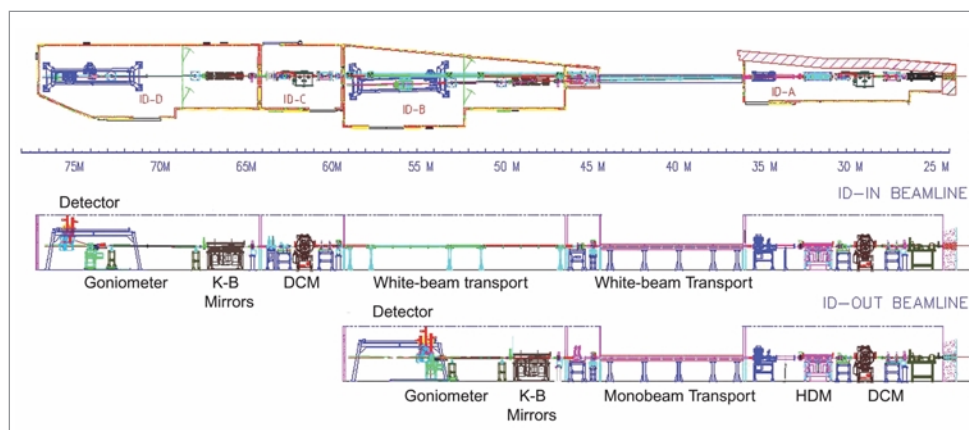 ID-D
ID-C
ID-B
ID-A
75M 70M 65M 60M 55 M 50 M 45M 40 M 35 M 30 M 25 M
ID-IN BEAMLINE
Detector
Goniometer
K-B
Mirrors
DCM
White-beam transport
White-beam Transport
ID-OUT BEAMLINE
Detector
Goniometer
K-B
Mirrors
Monobeam Transport
HDM
DCM